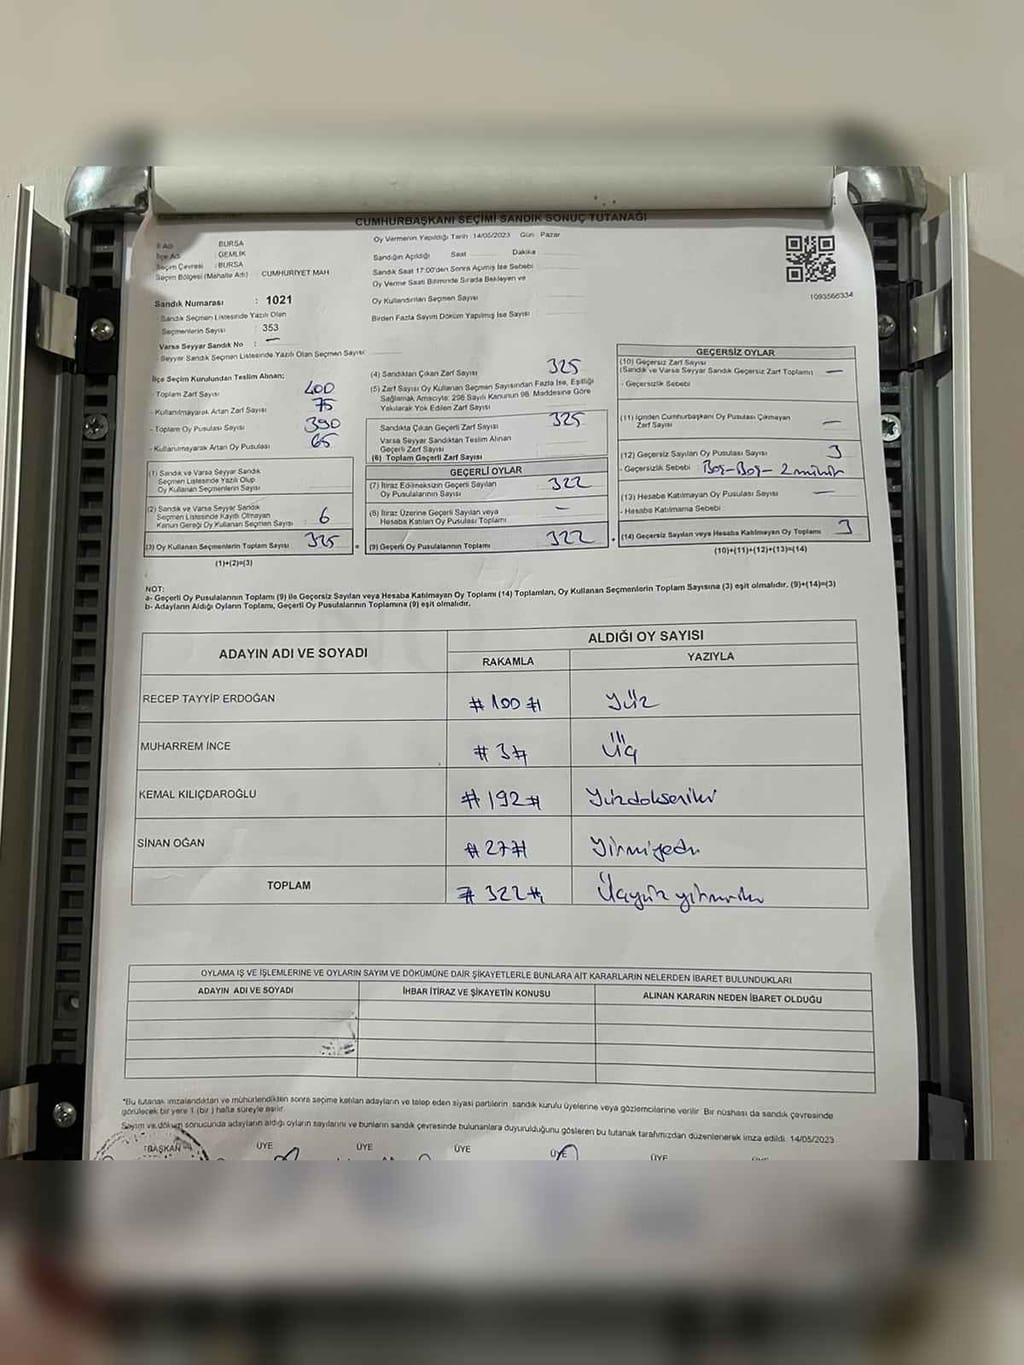 CUMHURBAŞKANI SEÇİMİ SANDIK SONUÇ TUTANAĞI
İl Adı : BURSA
İlçe Adı : GEMLİK
Seçim Çevresi : BURSA
Seçim Bölgesi (Mahalle Adı) : CUMHURİYET MAH
Sandık Numarası : 1021
- Sandık Seçmen Listesinde Yazılı Olan
Seçmenlerin Sayısı : 353
Varsa Seyyar Sandık No : —
- Seyyar Sandık Seçmen Listesinde Yazılı Olan Seçmen Sayısı:
Oy Vermenin Yapıldığı Tarih : 14/05/2023 Gün : Pazar
Sandığın Açıldığı Saat Dakika
Sandık Saat 17:00'den Sonra Açılmış İse Sebebi
Oy Verme Saati Bitiminde Sırada Bekleyen ve
Oy Kullandırılan Seçmen Sayısı
Birden Fazla Sayım Döküm Yapılmış İse Sayısı
1093566334
İlçe Seçim Kurulundan Teslim Alınan;
- Toplam Zarf Sayısı : 400
- Kullanılmayarak Artan Zarf Sayısı : 75
- Toplam Oy Pusulası Sayısı : 390
- Kullanılmayarak Artan Oy Pusulası : 65
(1) Sandık ve Varsa Seyyar Sandık
Seçmen Listesinde Yazılı Olup
Oy Kullanan Seçmenlerin Sayısı
(2) Sandık ve Varsa Seyyar Sandık
Seçmen Listesinde Kayıtlı Olmayan
Kanun Gereği Oy Kullanan Seçmen Sayısı : 6
(3) Oy Kullanan Seçmenlerin Toplam Sayısı : 325
(1)+(2)=(3)
(4) Sandıktan Çıkan Zarf Sayısı : 325
(5) Zarf Sayısı Oy Kullanan Seçmen Sayısından Fazla İse, Eşitliği
Sağlamak Amacıyla; 298 Sayılı Kanunun 98. Maddesine Göre
Yakılarak Yok Edilen Zarf Sayısı
Sandıkta Çıkan Geçerli Zarf Sayısı : 325
Varsa Seyyar Sandıktan Teslim Alınan
Geçerli Zarf Sayısı
(6) Toplam Geçerli Zarf Sayısı
GEÇERLİ OYLAR
(7) İtiraz Edilmeksizin Geçerli Sayılan
Oy Pusulalarının Sayısı : 322
(8) İtiraz Üzerine Geçerli Sayılan veya
Hesaba Katılan Oy Pusulası Toplamı : —
(9) Geçerli Oy Pusulalarının Toplamı : 322
GEÇERSİZ OYLAR
(10) Geçersiz Zarf Sayısı
(Sandık ve Varsa Seyyar Sandık Geçersiz Zarf Toplamı) —
- Geçersizlik Sebebi
(11) İçinden Cumhurbaşkanı Oy Pusulası Çıkmayan
Zarf Sayısı : —
(12) Geçersiz Sayılan Oy Pusulası Sayısı : 3
- Geçersizlik Sebebi : Boş-Boş- 2 mühür
(13) Hesaba Katılmayan Oy Pusulası Sayısı : —
- Hesaba Katılmama Sebebi :
(14) Geçersiz Sayılan veya Hesaba Katılmayan Oy Toplamı : 3
(10)+(11)+(12)+(13)=(14)
NOT:
a- Geçerli Oy Pusulalarının Toplamı (9) ile Geçersiz Sayılan veya Hesaba Katılmayan Oy Toplamı (14) Toplamları, Oy Kullanan Seçmenlerin Toplam Sayısına (3) eşit olmalıdır. (9)+(14)=(3)
b- Adayların Aldığı Oyların Toplamı, Geçerli Oy Pusulalarının Toplamına (9) eşit olmalıdır.
ADAYIN ADI VE SOYADI ALDIĞI OY SAYISI
RAKAMLA YAZIYLA
RECEP TAYYİP ERDOĞAN # 100 # Yüz
MUHARREM İNCE # 3 # Üç
KEMAL KILIÇDAROĞLU # 192 # Yüzdoksaniki
SİNAN OĞAN # 27 # Yirmiyedi
TOPLAM # 322 # Üçyüz yirmiiki
OYLAMA İŞ VE İŞLEMLERİNE VE OYLARIN SAYIM VE DÖKÜMÜNE DAİR ŞİKAYETLERLE BUNLARA AİT KARARLARIN NELERDEN İBARET BULUNDUKLARI
ADAYIN ADI VE SOYADI İHBAR İTİRAZ VE ŞİKAYETİN KONUSU ALINAN KARARIN NEDEN İBARET OLDUĞU
*Bu tutanak imzalandıktan ve mühürlendikten sonra seçime katılan adayların ve talep eden siyasi partilerin sandık kurulu üyelerine veya gözlemcilerine verilir. Bir nüshası da sandık çevresinde
görülecek bir yere 1 (bir) hafta süreyle asılır.
Sayım ve döküm sonucunda adayların aldığı oyların sayılarını ve bunların sandık çevresinde bulunanlara duyurulduğunu gösteren bu tutanak tarafımızdan düzenlenerek imza edildi. 14/05/2023
BAŞKAN ÜYE ÜYE ÜYE ÜYE ÜYE